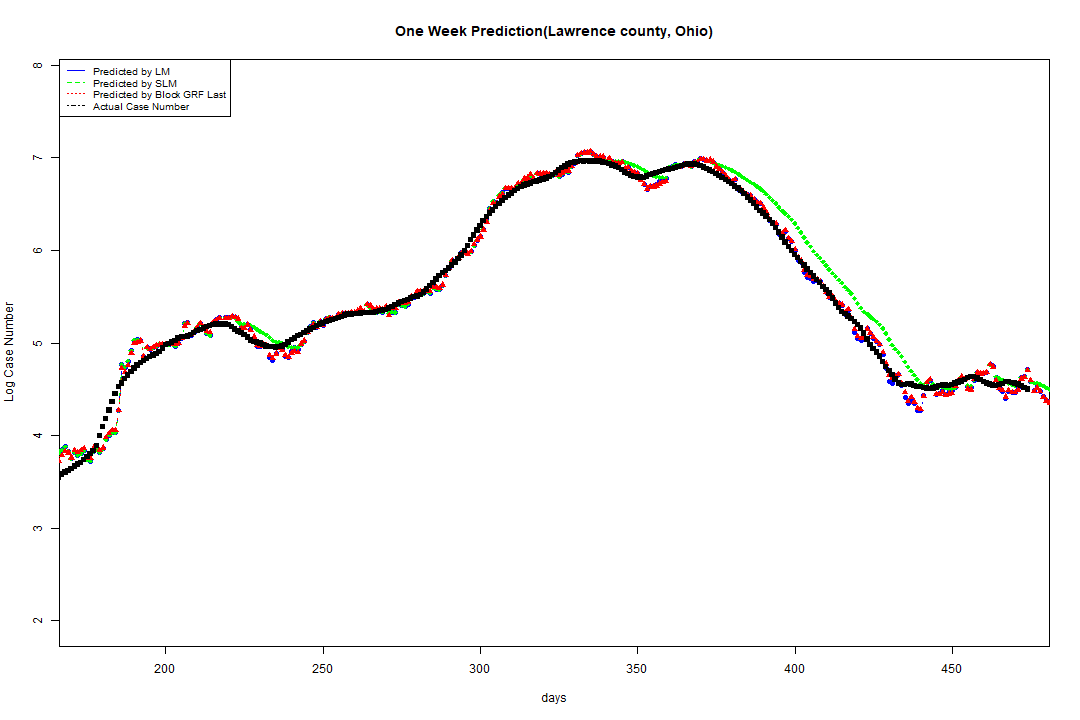 One Week Prediction(Lawrence county, Ohio)
Predicted by LM
Predicted by SLM
Predicted by Block GRF Last
Actual Case Number
8
7
6
5
4
3
2
Log Case Number
200 250 300 350 400 450
days